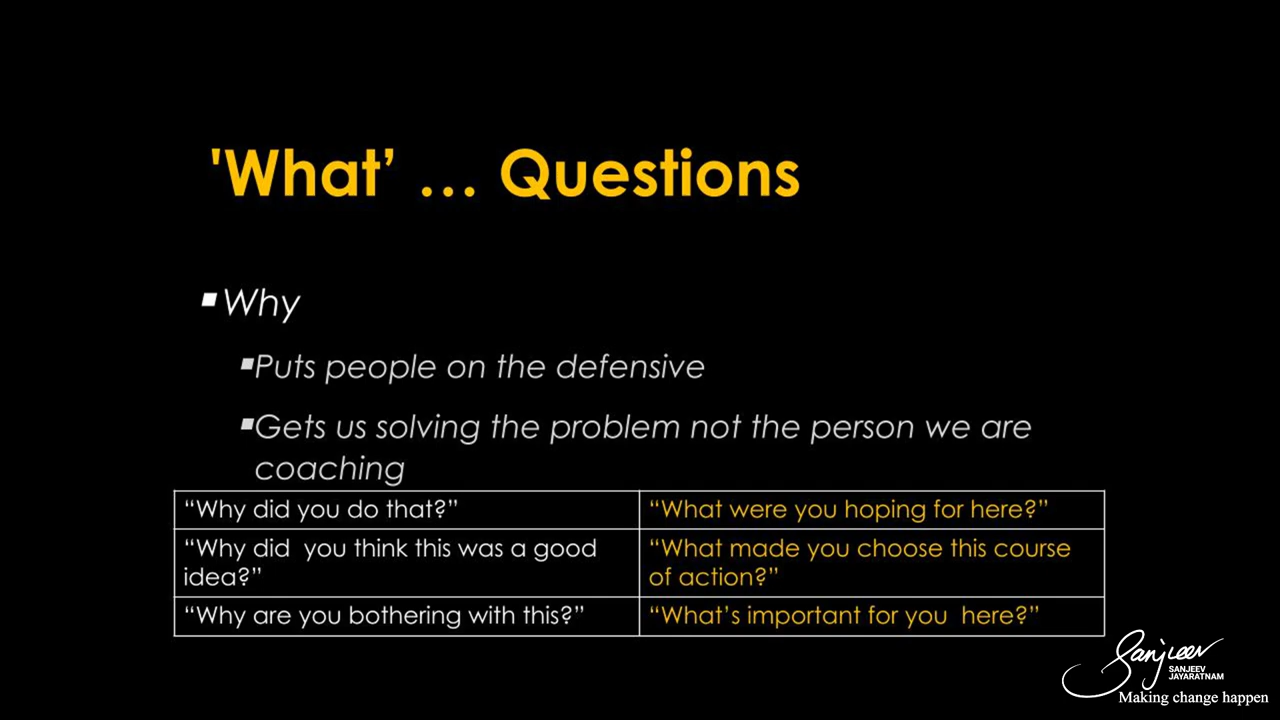 'What’ … Questions
▪Why
▪Puts people on the defensive
▪Gets us solving the problem not the person we are
coaching
“Why did you do that?”
“What were you hoping for here?”
“Why did  you think this was a good
idea?”
“What made you choose this course
of action?”
“Why are you bothering with this?”
“What’s important for you  here?”
Sanjeev
SANJEEV
JAYARATNAM
Making change happen